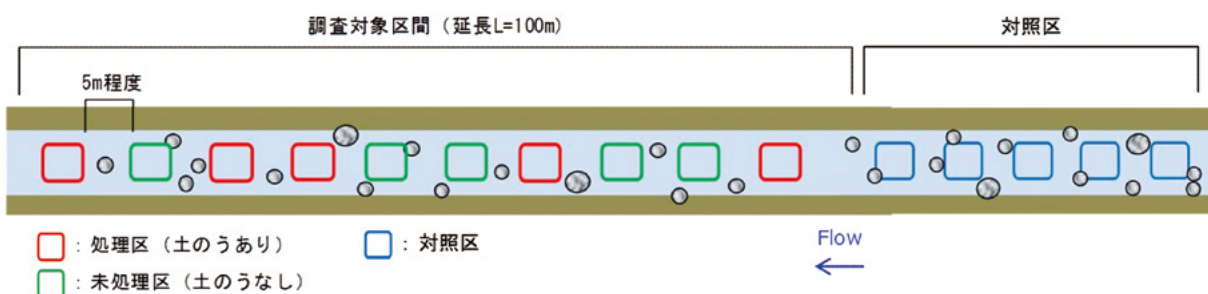 調査対象区間(延長L=100m)
対照区
5m程度
:処理区(土のうあり)
:対照区
:未処理区(土のうなし)
Flow